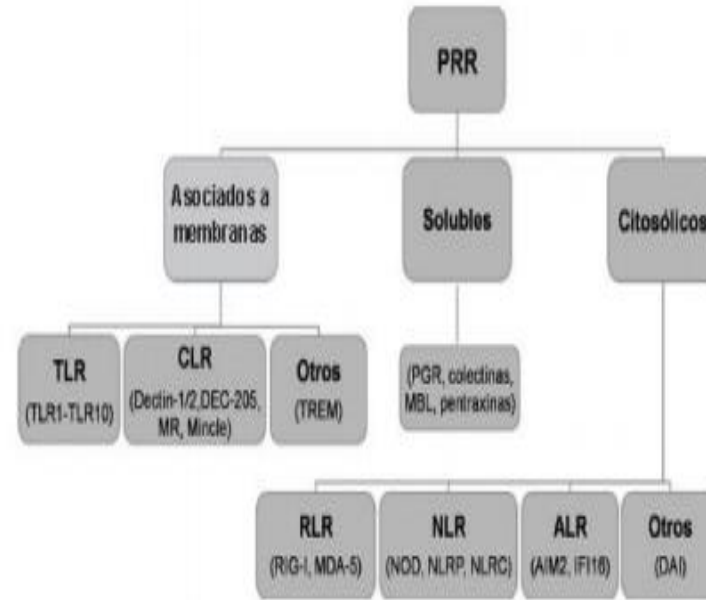 PRR
Asociados a
membranas
Solubles
Citosólicos
TLR
(TLR1-TLR10)
CLR
(Dectin-1/2,DEC-205,
MR, Mincle)
Otros
(TREM)
(PGR, colectinas,
MBL, pentraxinas)
RLR
(RIG-I, MDA-5)
NLR
(NOD, NLRP, NLRC)
ALR
(AIM2, IFI16)
Otros
(DAI)